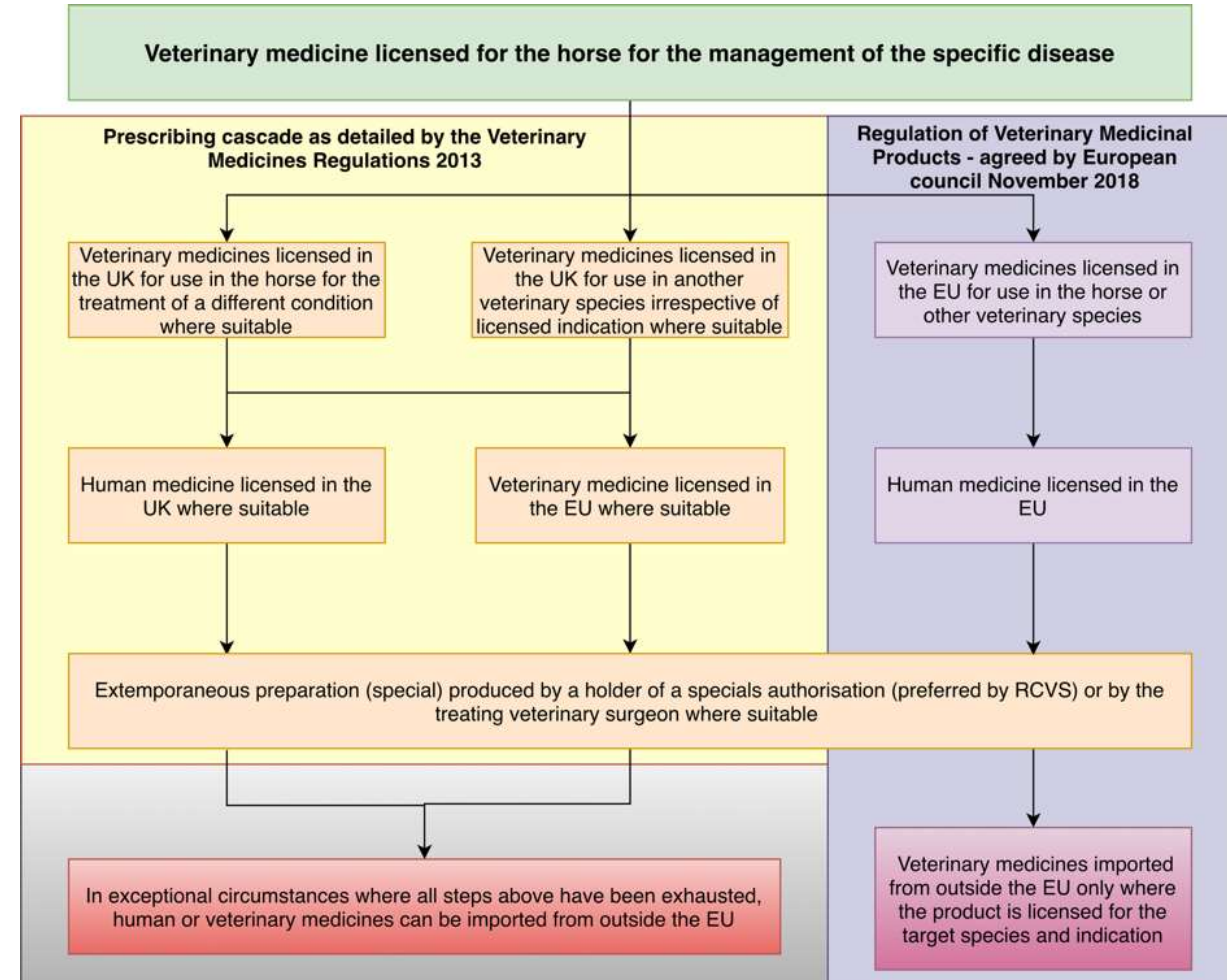 Veterinary medicine licensed for the horse for the management of the specific disease
Prescribing cascade as detailed by the Veterinary
Medicines Regulations 2013
Regulation of Veterinary Medicinal
Products - agreed by European
council November 2018
Veterinary medicines licensed in
the UK for use in the horse for the
treatment of a different condition
where suitable
Veterinary medicines licensed in
the UK for use in another
veterinary species irrespective of
licensed indication where suitable
Veterinary medicines licensed in
the EU for use in the horse or
other veterinary species
Human medicine licensed in the
UK where suitable
Veterinary medicine licensed in
the EU where suitable
Human medicine licensed in the
EU
Extemporaneous preparation (special) produced by a holder of a specials authorisation (preferred by RCVS) or by the
treating veterinary surgeon where suitable
In exceptional circumstances where all steps above have been exhausted,
human or veterinary medicines can be imported from outside the EU
Veterinary medicines imported
from outside the EU only where
the product is licensed for the
target species and indication